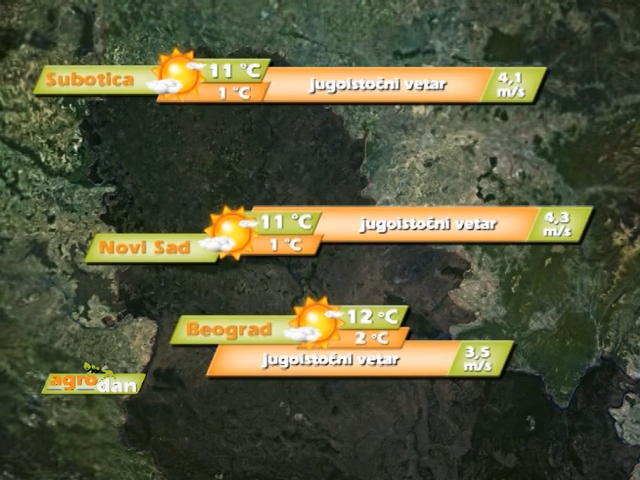 Subotica
11 °C
1 °C
jugoistočni vetar
4,1
m/s
Novi Sad
11 °C
1 °C
jugoistočni vetar
4,3
m/s
Beograd
12 °C
2 °C
jugoistočni vetar
3,5
m/s
agro
dan